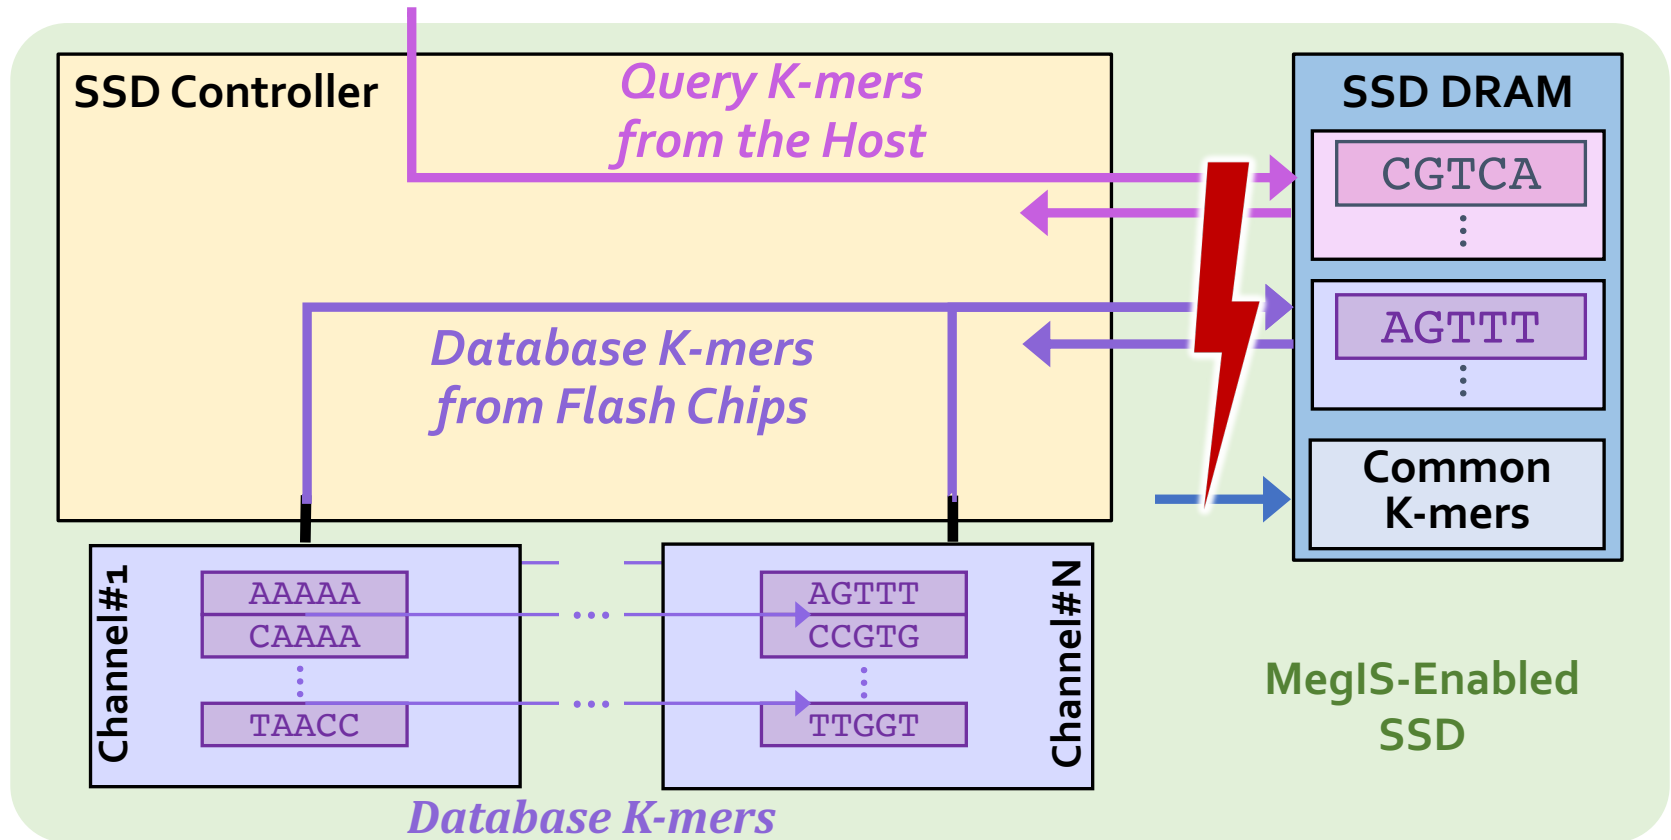 SSD Controller
Query K-mers
from the Host
SSD DRAM
CGTCA
⋮
AGTTT
⋮
Database K-mers
from Flash Chips
Common
K-mers
Channel#1
AAAAA
CAAAA
⋮
TAACC
...
...
AGTTT
CCGTG
⋮
TTGGT
Channel#N
Database K-mers
MegIS-Enabled
SSD